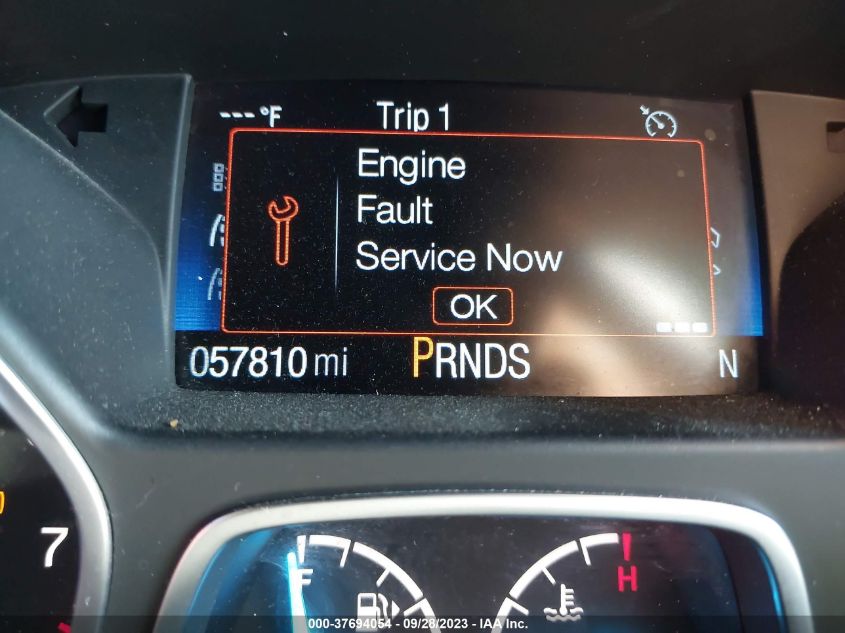 ---°F Trip 1
Engine
Fault
Service Now
OK
057810 mi PRNDS N
7
F H
000-37694054 - 09/28/2023 - IAA Inc.